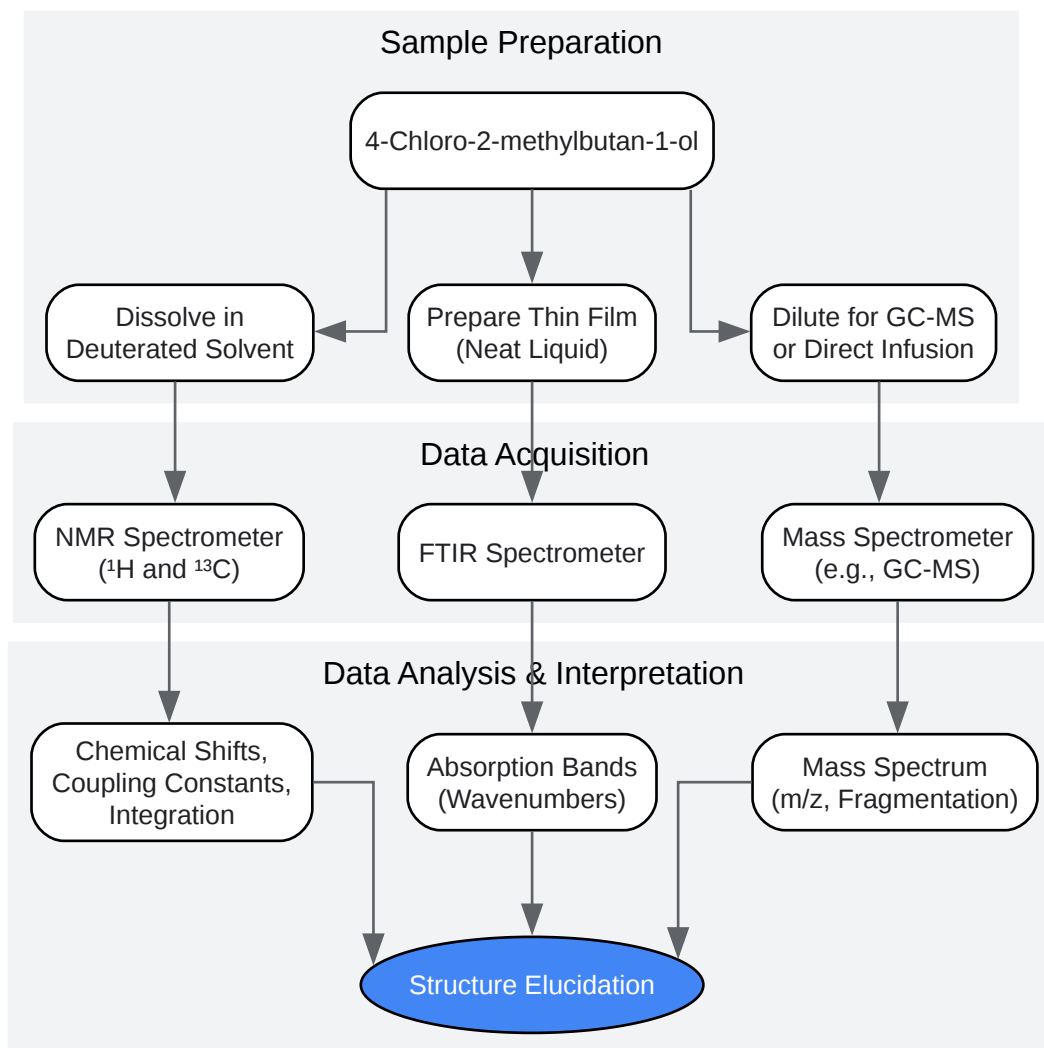 Sample Preparation
4-Chloro-2-methylbutan-1-ol
Dissolve in
Deuterated Solvent
Prepare Thin Film
(Neat Liquid)
Dilute for GC-MS
or Direct Infusion
Data Acquisition
NMR Spectrometer
(¹H and ¹³C)
FTIR Spectrometer
Mass Spectrometer
(e.g., GC-MS)
Data Analysis & Interpretation
Chemical Shifts,
Coupling Constants,
Integration
Absorption Bands
(Wavenumbers)
Mass Spectrum
(m/z, Fragmentation)
Structure Elucidation